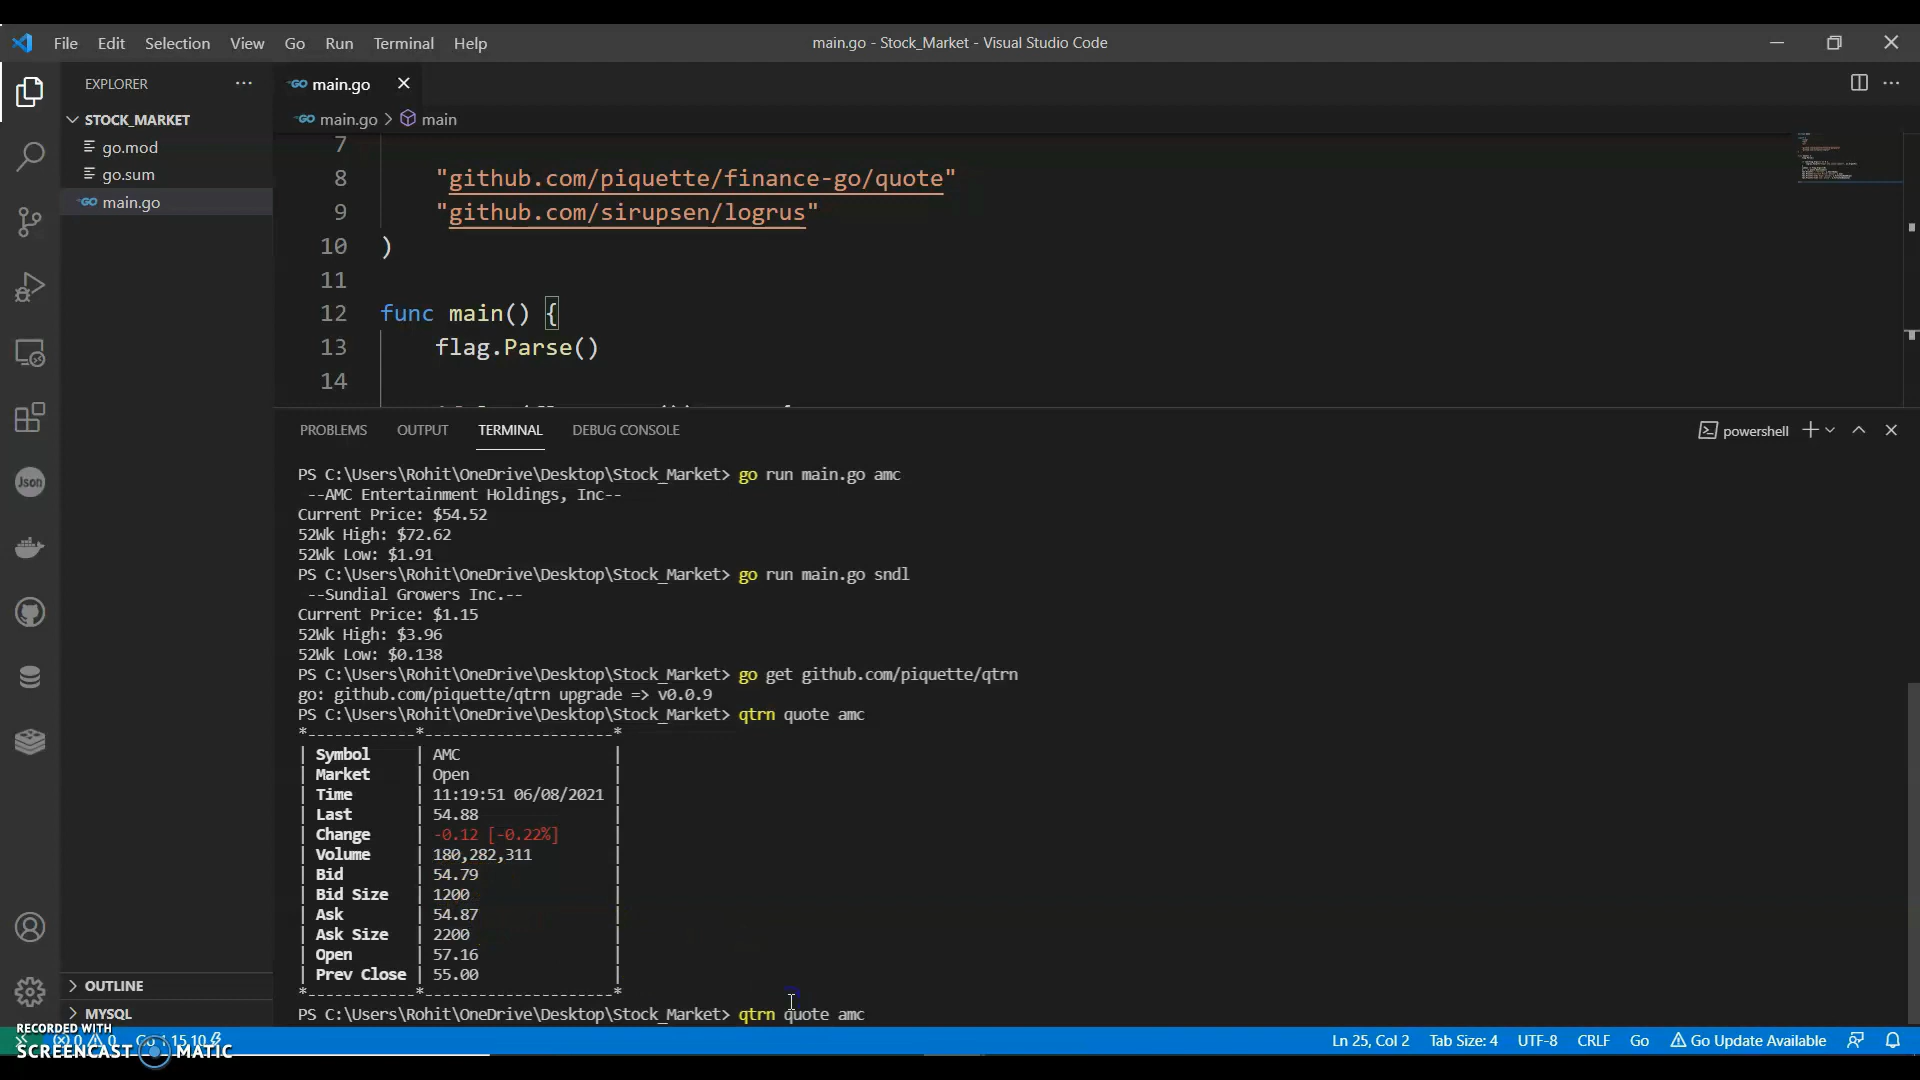 File Edit Selection View Go Run Terminal Help
main.go - Stock_Market - Visual Studio Code
EXPLORER
STOCK_MARKET
go.mod
go.sum
main.go
main.go
main.go > main
7
8 "github.com/piquette/finance-go/quote"
9 "github.com/sirupsen/logrus"
10 )
11
12 func main() {
13 flag.Parse()
14
PROBLEMS OUTPUT TERMINAL DEBUG CONSOLE
powershell
PS C:\Users\Rohit\OneDrive\Desktop\Stock_Market> go run main.go amc
--AMC Entertainment Holdings, Inc--
Current Price: $54.52
52Wk High: $72.62
52Wk Low: $1.91
PS C:\Users\Rohit\OneDrive\Desktop\Stock_Market> go run main.go sndl
--Sundial Growers Inc.--
Current Price: $1.15
52Wk High: $3.96
52Wk Low: $0.138
PS C:\Users\Rohit\OneDrive\Desktop\Stock_Market> go get github.com/piquette/qtrn
go: github.com/piquette/qtrn upgrade => v0.0.9
PS C:\Users\Rohit\OneDrive\Desktop\Stock_Market> qtrn quote amc
*------------*----------------------*
| Symbol | AMC |
| Market | Open |
| Time | 11:19:51 06/08/2021 |
| Last | 54.88 |
| Change | -0.12 [-0.22%] |
| Volume | 180,282,311 |
| Bid | 54.79 |
| Bid Size | 1200 |
| Ask | 54.87 |
| Ask Size | 2200 |
| Open | 57.16 |
| Prev Close | 55.00 |
*------------*----------------------*
PS C:\Users\Rohit\OneDrive\Desktop\Stock_Market> qtrn quote amc
Json
OUTLINE
MYSQL
RECORDED WITH
SCREENCAST MATIC
0 0 Go 1.15.10
Ln 25, Col 2 Tab Size: 4 UTF-8 CRLF Go Go Update Available